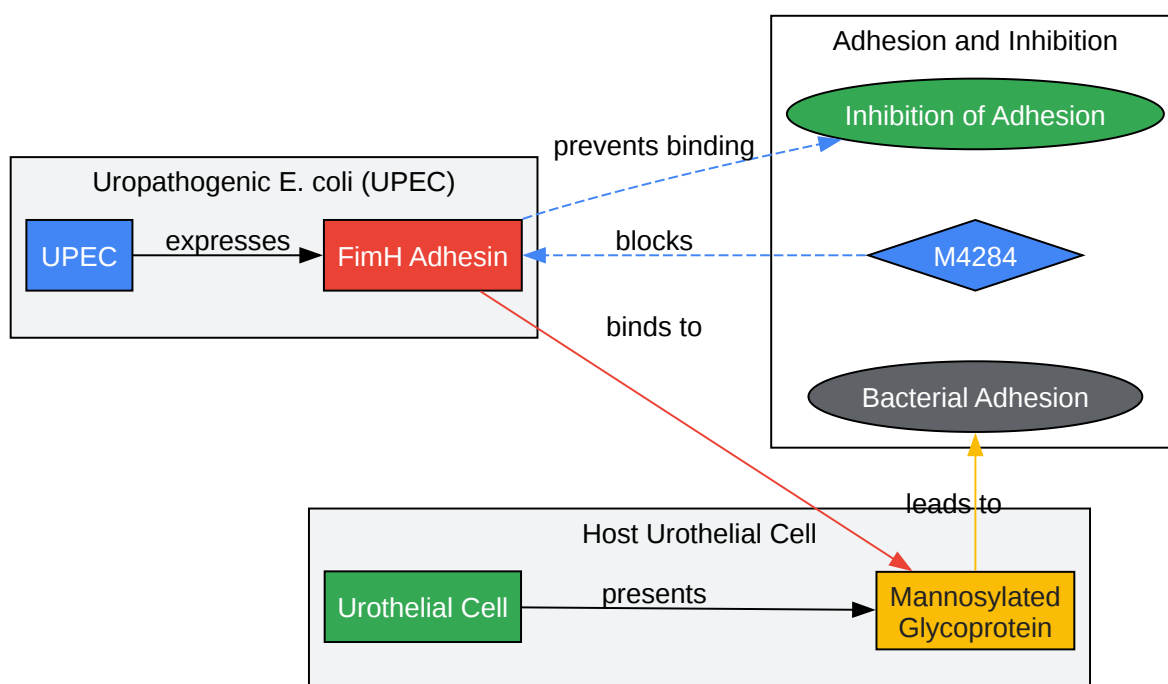 Adhesion and Inhibition
Inhibition of Adhesion
prevents binding
Uropathogenic E. coli (UPEC)
UPEC
expresses
FimH Adhesin
blocks
M4284
binds to
Bacterial Adhesion
leads to
Host Urothelial Cell
Urothelial Cell
presents
Mannosylated
Glycoprotein